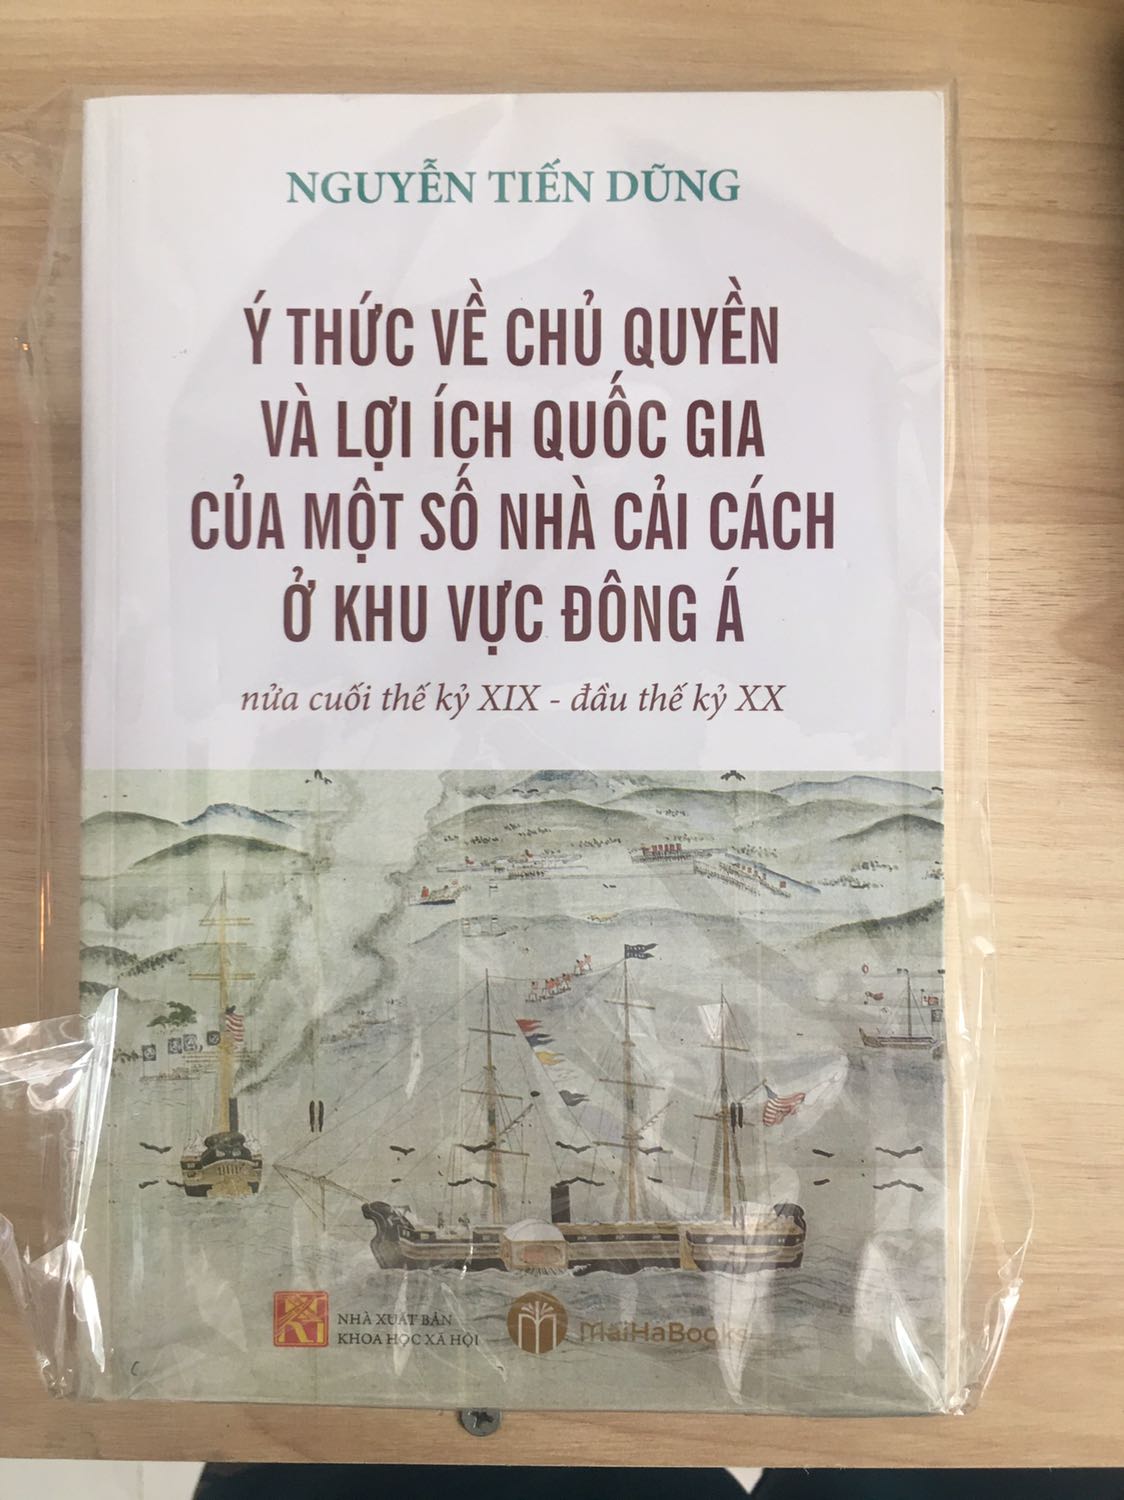 NGUYỄN TIẾN DŨNG
Ý THỨC VỀ CHỦ QUYỀN
VÀ LỢI ÍCH QUỐC GIA
CỦA MỘT SỐ NHÀ CẢI CÁCH
Ở KHU VỰC ĐÔNG Á
nửa cuối thế kỷ XIX - đầu thế kỷ XX
NHÀ XUẤT BẢN
KHOA HỌC XÃ HỘI
MaiHaBooks